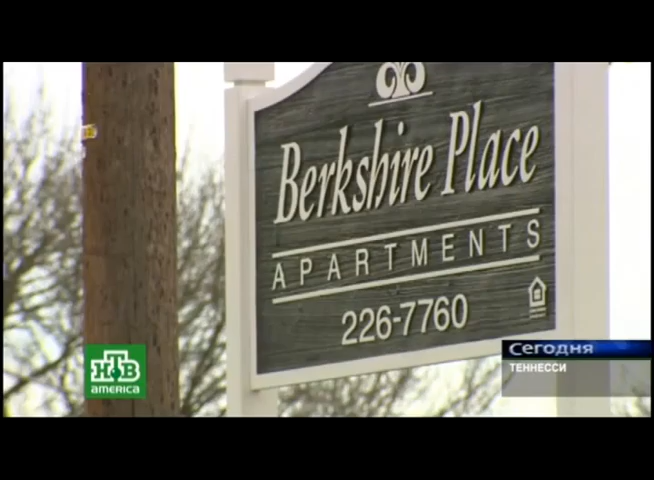 Berkshire Place
APARTMENTS
226-7760
Сегодня
ТЕННЕССИ
НТВ
AMERICA